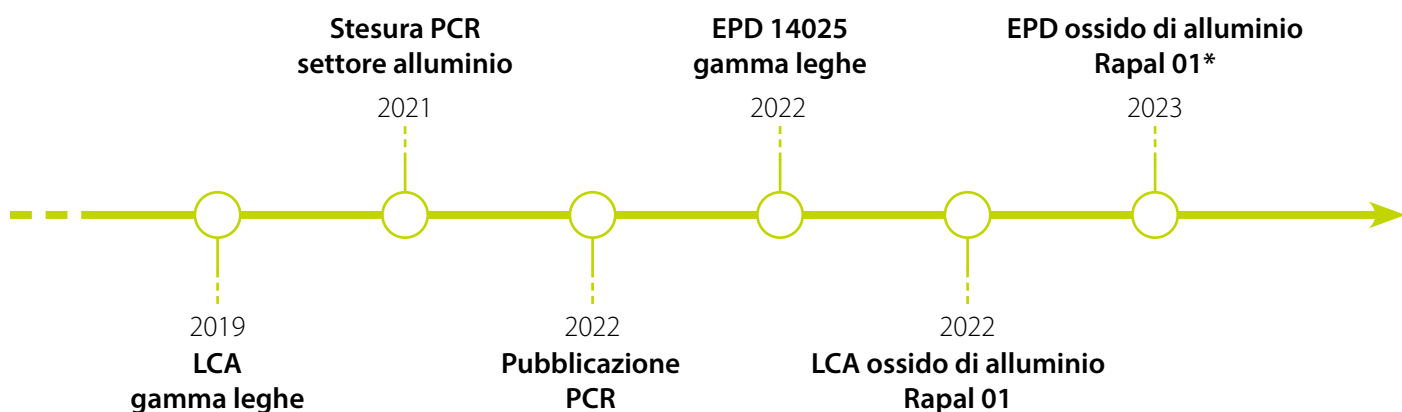 Stesura PCR
settore alluminio
2021
EPD 14025
gamma leghe
2022
EPD ossido di alluminio
Rapal 01*
2023
2019
LCA
gamma leghe
2022
Pubblicazione
PCR
2022
LCA ossido di alluminio
Rapal 01